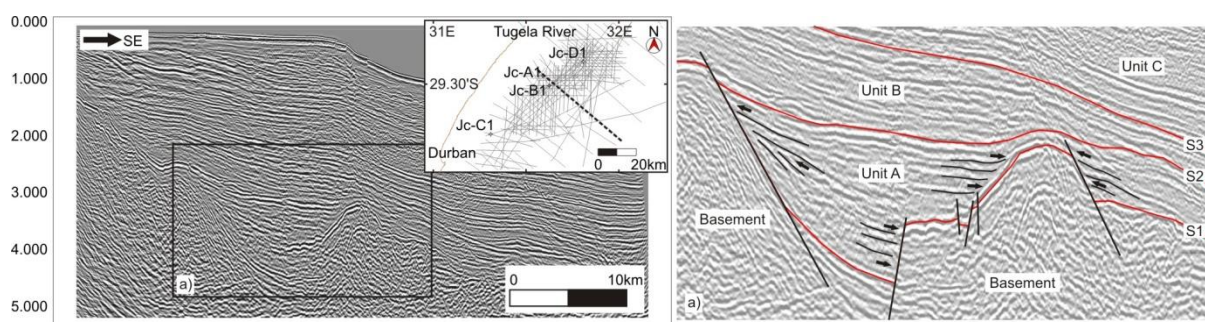 0.000
1.000
2.000
3.000
4.000
5.000
SE
a)
0 10km
31E Tugela River 32E N
Jc-D1
Jc-A1
29.30'S
Jc-B1
Jc-C1
Durban
0 20km
Unit C
Unit B
S3
S2
Unit A
Basement
S1
a)
Basement